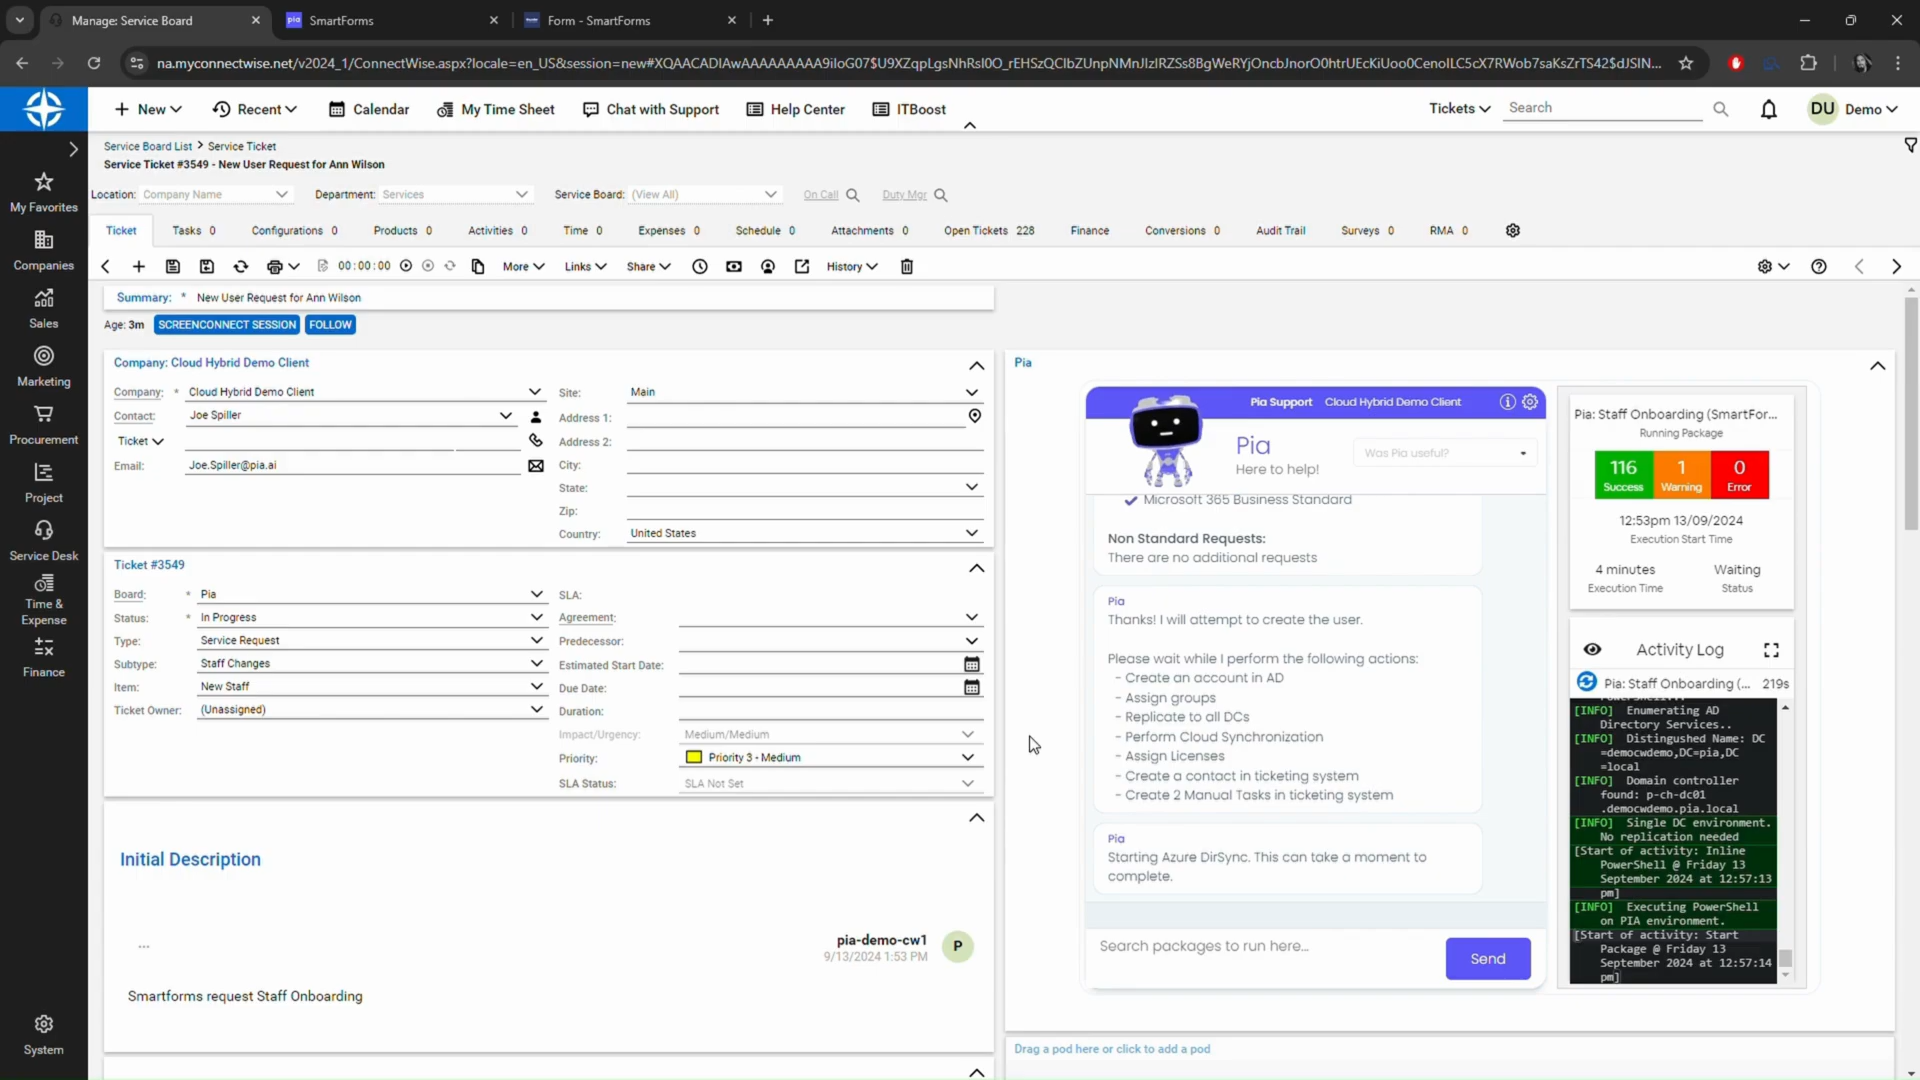 Manage: Service Board
pia SmartForms
Form - SmartForms
na.myconnectwise.net/v2024_1/ConnectWise.aspx?locale=en_US&session=new#XQAACADIAwAAAAAAAAA9iIoG07$U9XZqpLgsNhRsI0O_rEHSzQCIbZUnpNMnJIzIRZSs8BgWeRYjOncbJnorO0htrUEcKiUoo0CenoILC5cX7RWob7saKsZrTS42$dJSIN...
New
Recent
Calendar
My Time Sheet
Chat with Support
Help Center
ITBoost
Tickets
Search
DU Demo
Service Board List > Service Ticket
Service Ticket #3549 - New User Request for Ann Wilson
Location: Company Name
Department: Services
Service Board: (View All)
On Call
Duty Mgr
My Favorites
Companies
Sales
Marketing
Procurement
Project
Service Desk
Time &
Expense
Finance
System
Ticket
Tasks 0
Configurations 0
Products 0
Activities 0
Time 0
Expenses 0
Schedule 0
Attachments 0
Open Tickets 228
Finance
Conversions 0
Audit Trail
Surveys 0
RMA 0
00:00:00
More
Links
Share
History
Summary: * New User Request for Ann Wilson
Age: 3m SCREENCONNECT SESSION FOLLOW
Company: Cloud Hybrid Demo Client
Company: * Cloud Hybrid Demo Client
Contact: Joe Spiller
Ticket
Email: Joe.Spiller@pia.ai
Site: Main
Address 1:
Address 2:
City:
State:
Zip:
Country: United States
Ticket #3549
Board: * Pia
Status: * In Progress
Type: Service Request
Subtype: Staff Changes
Item: New Staff
Ticket Owner: (Unassigned)
SLA:
Agreement:
Predecessor:
Estimated Start Date:
Due Date:
Duration:
Impact/Urgency: Medium/Medium
Priority: Priority 3 - Medium
SLA Status: SLA Not Set
Initial Description
...
pia-demo-cw1
9/13/2024 1:53 PM
P
Smartforms request Staff Onboarding
Pia
Pia Support Cloud Hybrid Demo Client
Pia
Here to help!
Was Pia useful?
Microsoft 365 Business Standard
Non Standard Requests:
There are no additional requests
Pia
Thanks! I will attempt to create the user.
Please wait while I perform the following actions:
- Create an account in AD
- Assign groups
- Replicate to all DCs
- Perform Cloud Synchronization
- Assign Licenses
- Create a contact in ticketing system
- Create 2 Manual Tasks in ticketing system
Pia
Starting Azure DirSync. This can take a moment to
complete.
Search packages to run here...
Send
Pia: Staff Onboarding (SmartFor...
Running Package
116 Success
1 Warning
0 Error
12:53pm 13/09/2024
Execution Start Time
4 minutes
Execution Time
Waiting
Status
Activity Log
Pia: Staff Onboarding (... 219s
[INFO] Enumerating AD
Directory Services..
[INFO] Distingushed Name: DC
=democwdemo,DC=pia,DC
=local
[INFO] Domain controller
found: p-ch-dc01
.democwdemo.pia.local
[INFO] Single DC environment.
No replication needed
[Start of activity: Inline
PowerShell @ Friday 13
September 2024 at 12:57:13
pm]
[INFO] Executing PowerShell
on PIA environment.
[Start of activity: Start
Package @ Friday 13
September 2024 at 12:57:14
pm]
Drag a pod here or click to add a pod